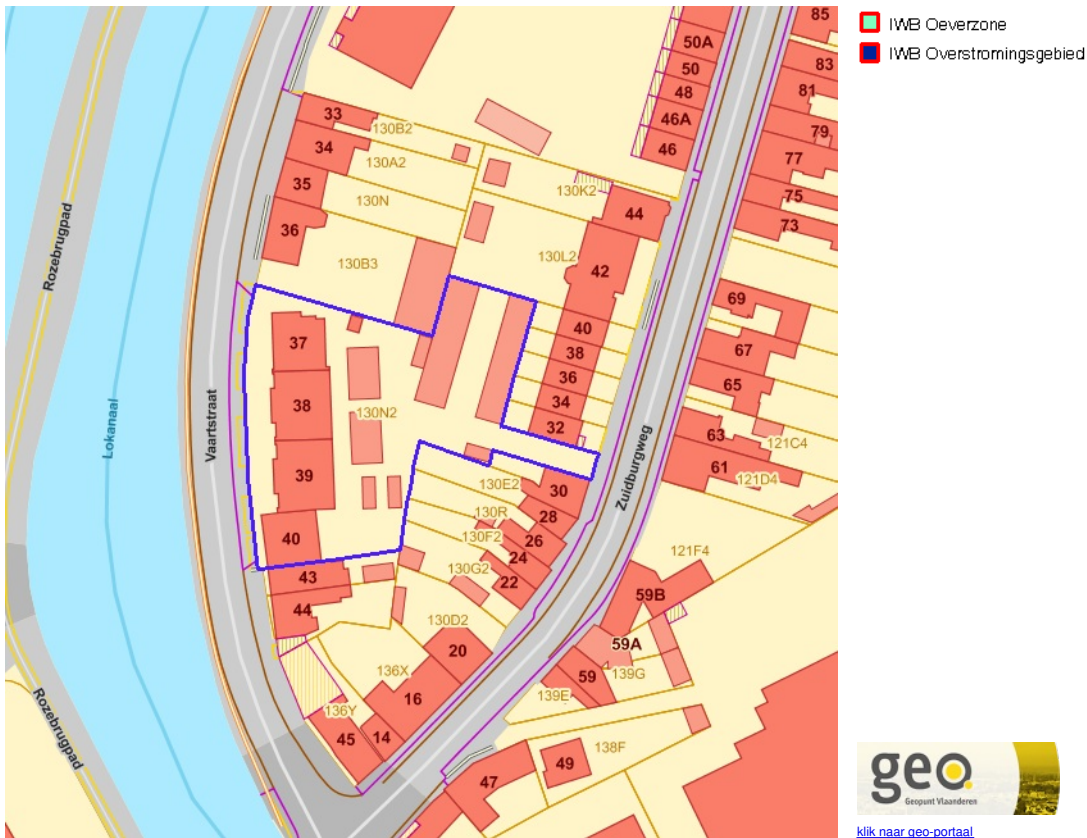 IWB Oeverzone
IWB Overstromingsgebied
85
50A
50
83
48
81
33
46A
130B2
79
34
46
77
130A2
35
130K2
75
130N
44
73
36
Rozebrugpad
130B3
130L2
42
69
40
37
38
67
36
65
Vaartstraat
38
34
130N2
Lokanaal
32
63
121C4
39
61
121D4
130E2
30
Zuidburgweg
130R
28
40
130F2
26
24
121F4
43
130G2
22
59B
44
130D2
20
59A
136X
59
139G
16
139E
Rozebrugpad
136Y
45
14
138F
49
47
geo.
Geopunt Vlaanderen
klik naar geo-portaal